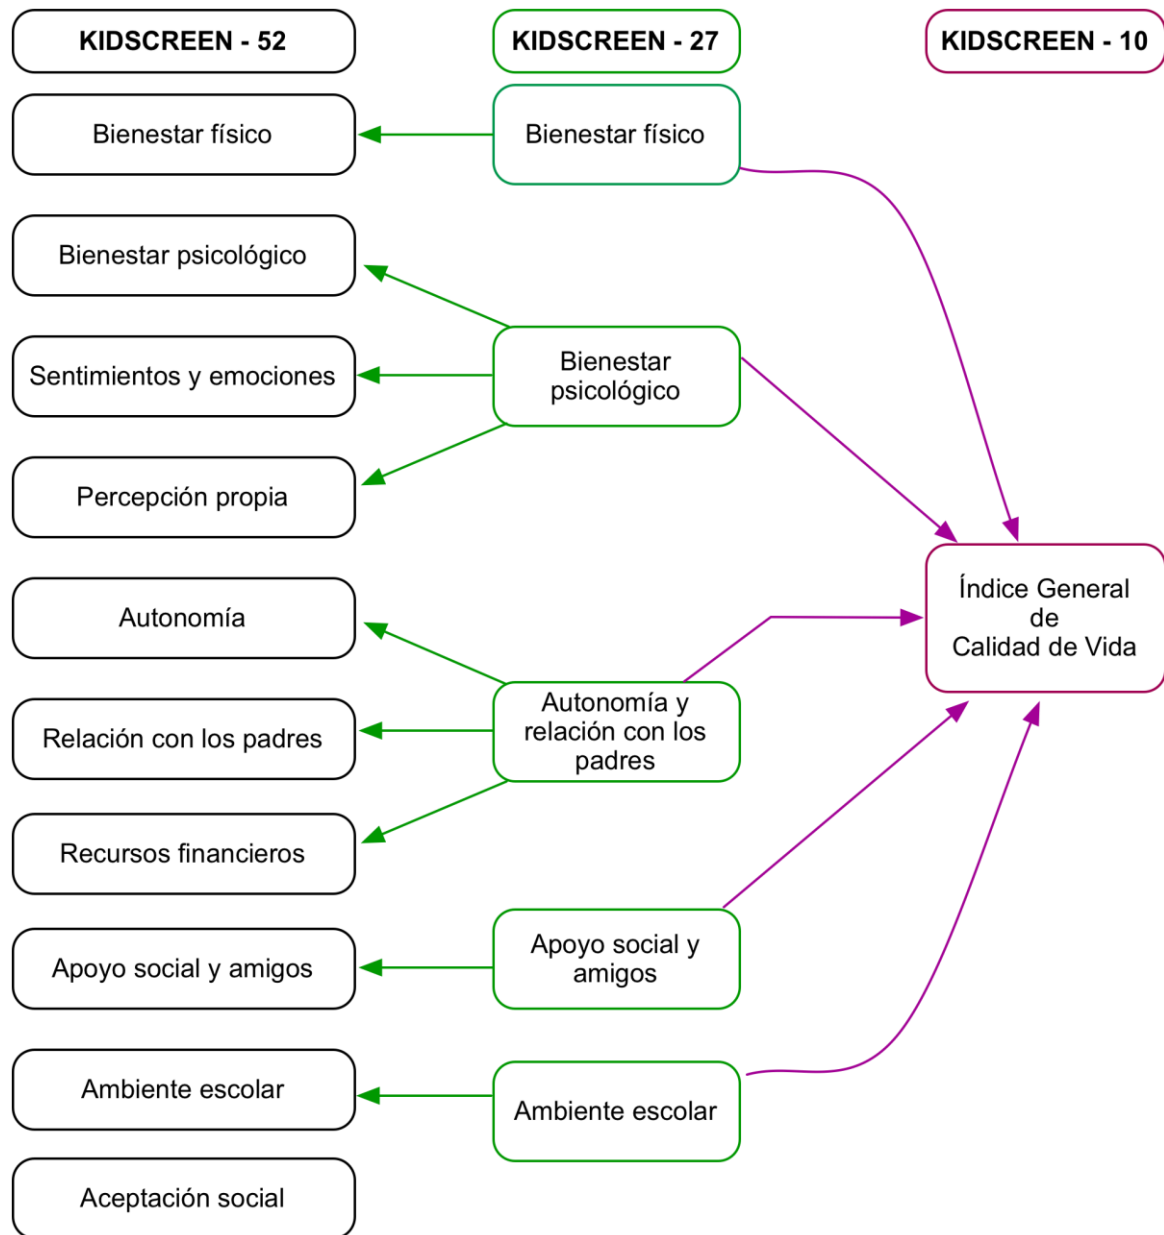 KIDSCREEN - 52
KIDSCREEN - 27
KIDSCREEN - 10
Bienestar físico
Bienestar físico
Bienestar psicológico
Sentimientos y emociones
Bienestar
psicológico
Percepción propia
Autonomía
Índice General
de
Calidad de Vida
Relación con los padres
Autonomía y
relación con los
padres
Recursos financieros
Apoyo social y amigos
Apoyo social y
amigos
Ambiente escolar
Ambiente escolar
Aceptación social